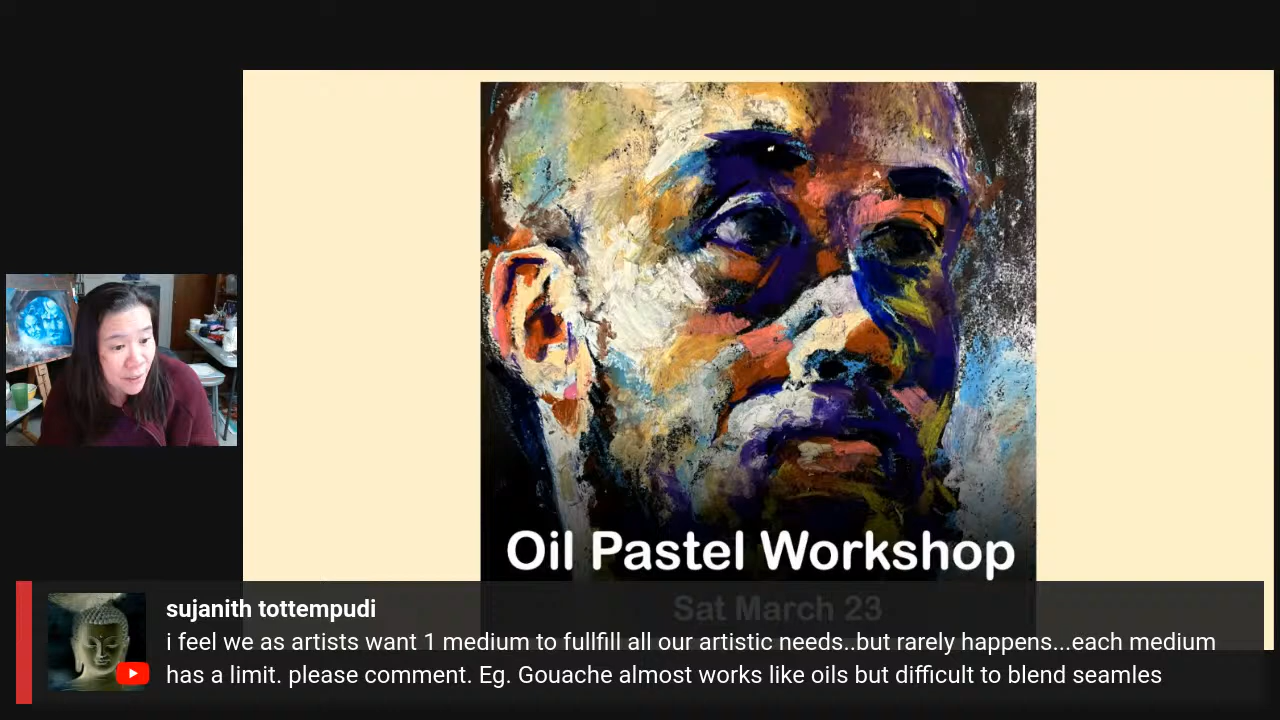 Oil Pastel Workshop
Sat March 23
sujanith tottempudi
i feel we as artists want 1 medium to fullfill all our artistic needs..but rarely happens...each medium
has a limit. please comment. Eg. Gouache almost works like oils but difficult to blend seamles